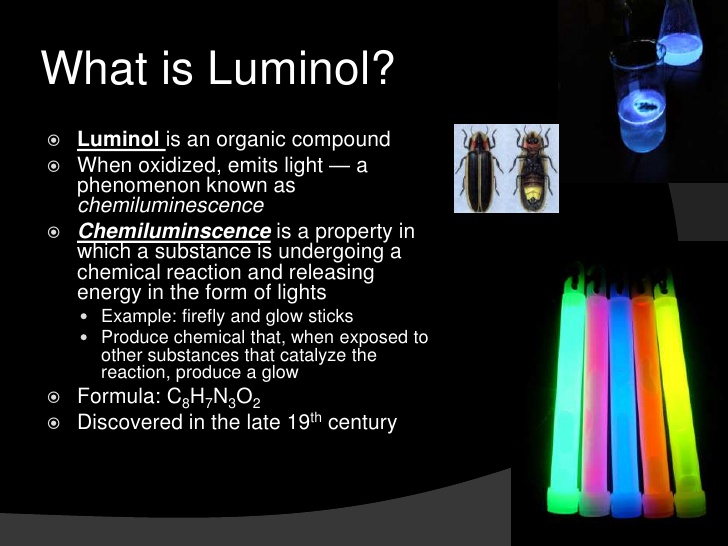 What is Luminol?
Luminol is an organic compound
When oxidized, emits light — a
phenomenon known as
chemiluminescence
Chemiluminscence is a property in
which a substance is undergoing a
chemical reaction and releasing
energy in the form of lights
Example: firefly and glow sticks
Produce chemical that, when exposed to
other substances that catalyze the
reaction, produce a glow
Formula: C₈H₇N₃O₂
Discovered in the late 19th century